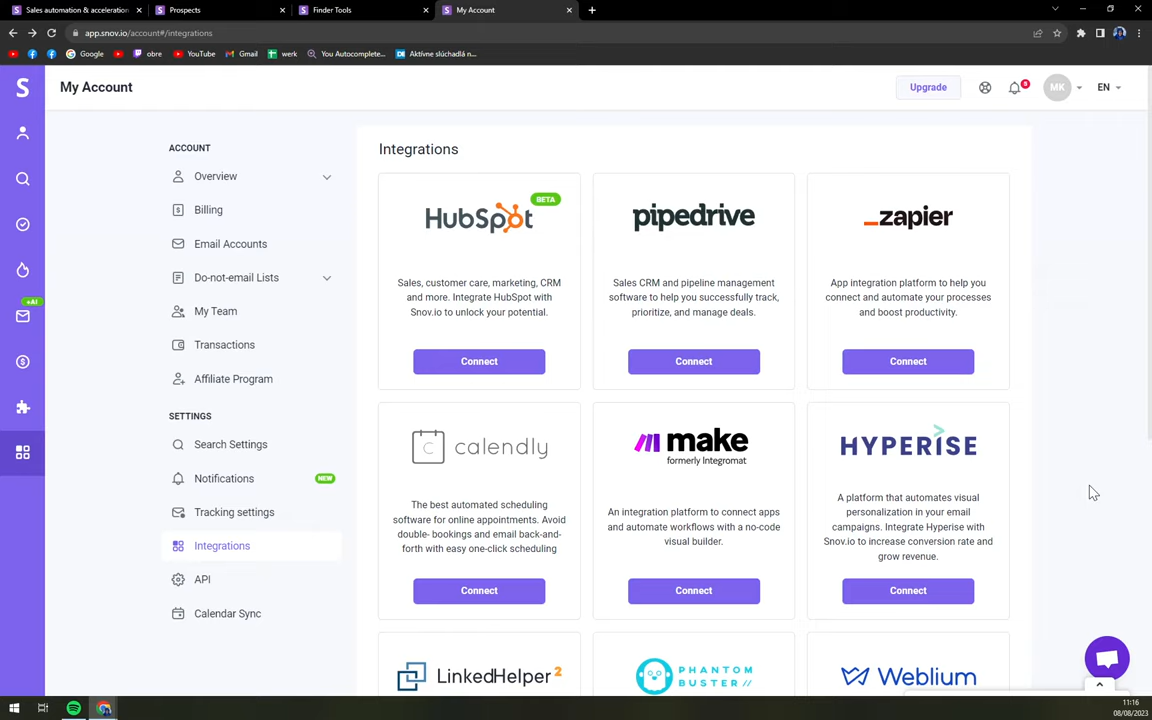 Sales automation & acceleration
Prospects
Finder Tools
My Account
app.snov.io/account#/integrations
Google
YouTube
obre
YouTube
Gmail
werk
You Autocomplete...
Aktívne slúchadlá n...
S
My Account
Upgrade
8
MK
EN
+AI
ACCOUNT
Overview
Billing
Email Accounts
Do-not-email Lists
My Team
Transactions
Affiliate Program
SETTINGS
Search Settings
Notifications
NEW
Tracking settings
Integrations
API
Calendar Sync
Integrations
BETA
HubSpot
Sales, customer care, marketing, CRM
and more. Integrate HubSpot with
Snov.io to unlock your potential.
Connect
pipedrive
Sales CRM and pipeline management
software to help you successfully track,
prioritize, and manage deals.
Connect
_zapier
App integration platform to help you
connect and automate your processes
and boost productivity.
Connect
calendly
The best automated scheduling
software for online appointments. Avoid
double- bookings and email back-and-
forth with easy one-click scheduling
Connect
make
formerly Integromat
An integration platform to connect apps
and automate workflows with a no-code
visual builder.
Connect
HYPERISE
A platform that automates visual
personalization in your email
campaigns. Integrate Hyperise with
Snov.io to increase conversion rate and
grow revenue.
Connect
LinkedHelper 2
PHANTOM
BUSTER //
Weblium
11:16
08/08/2023